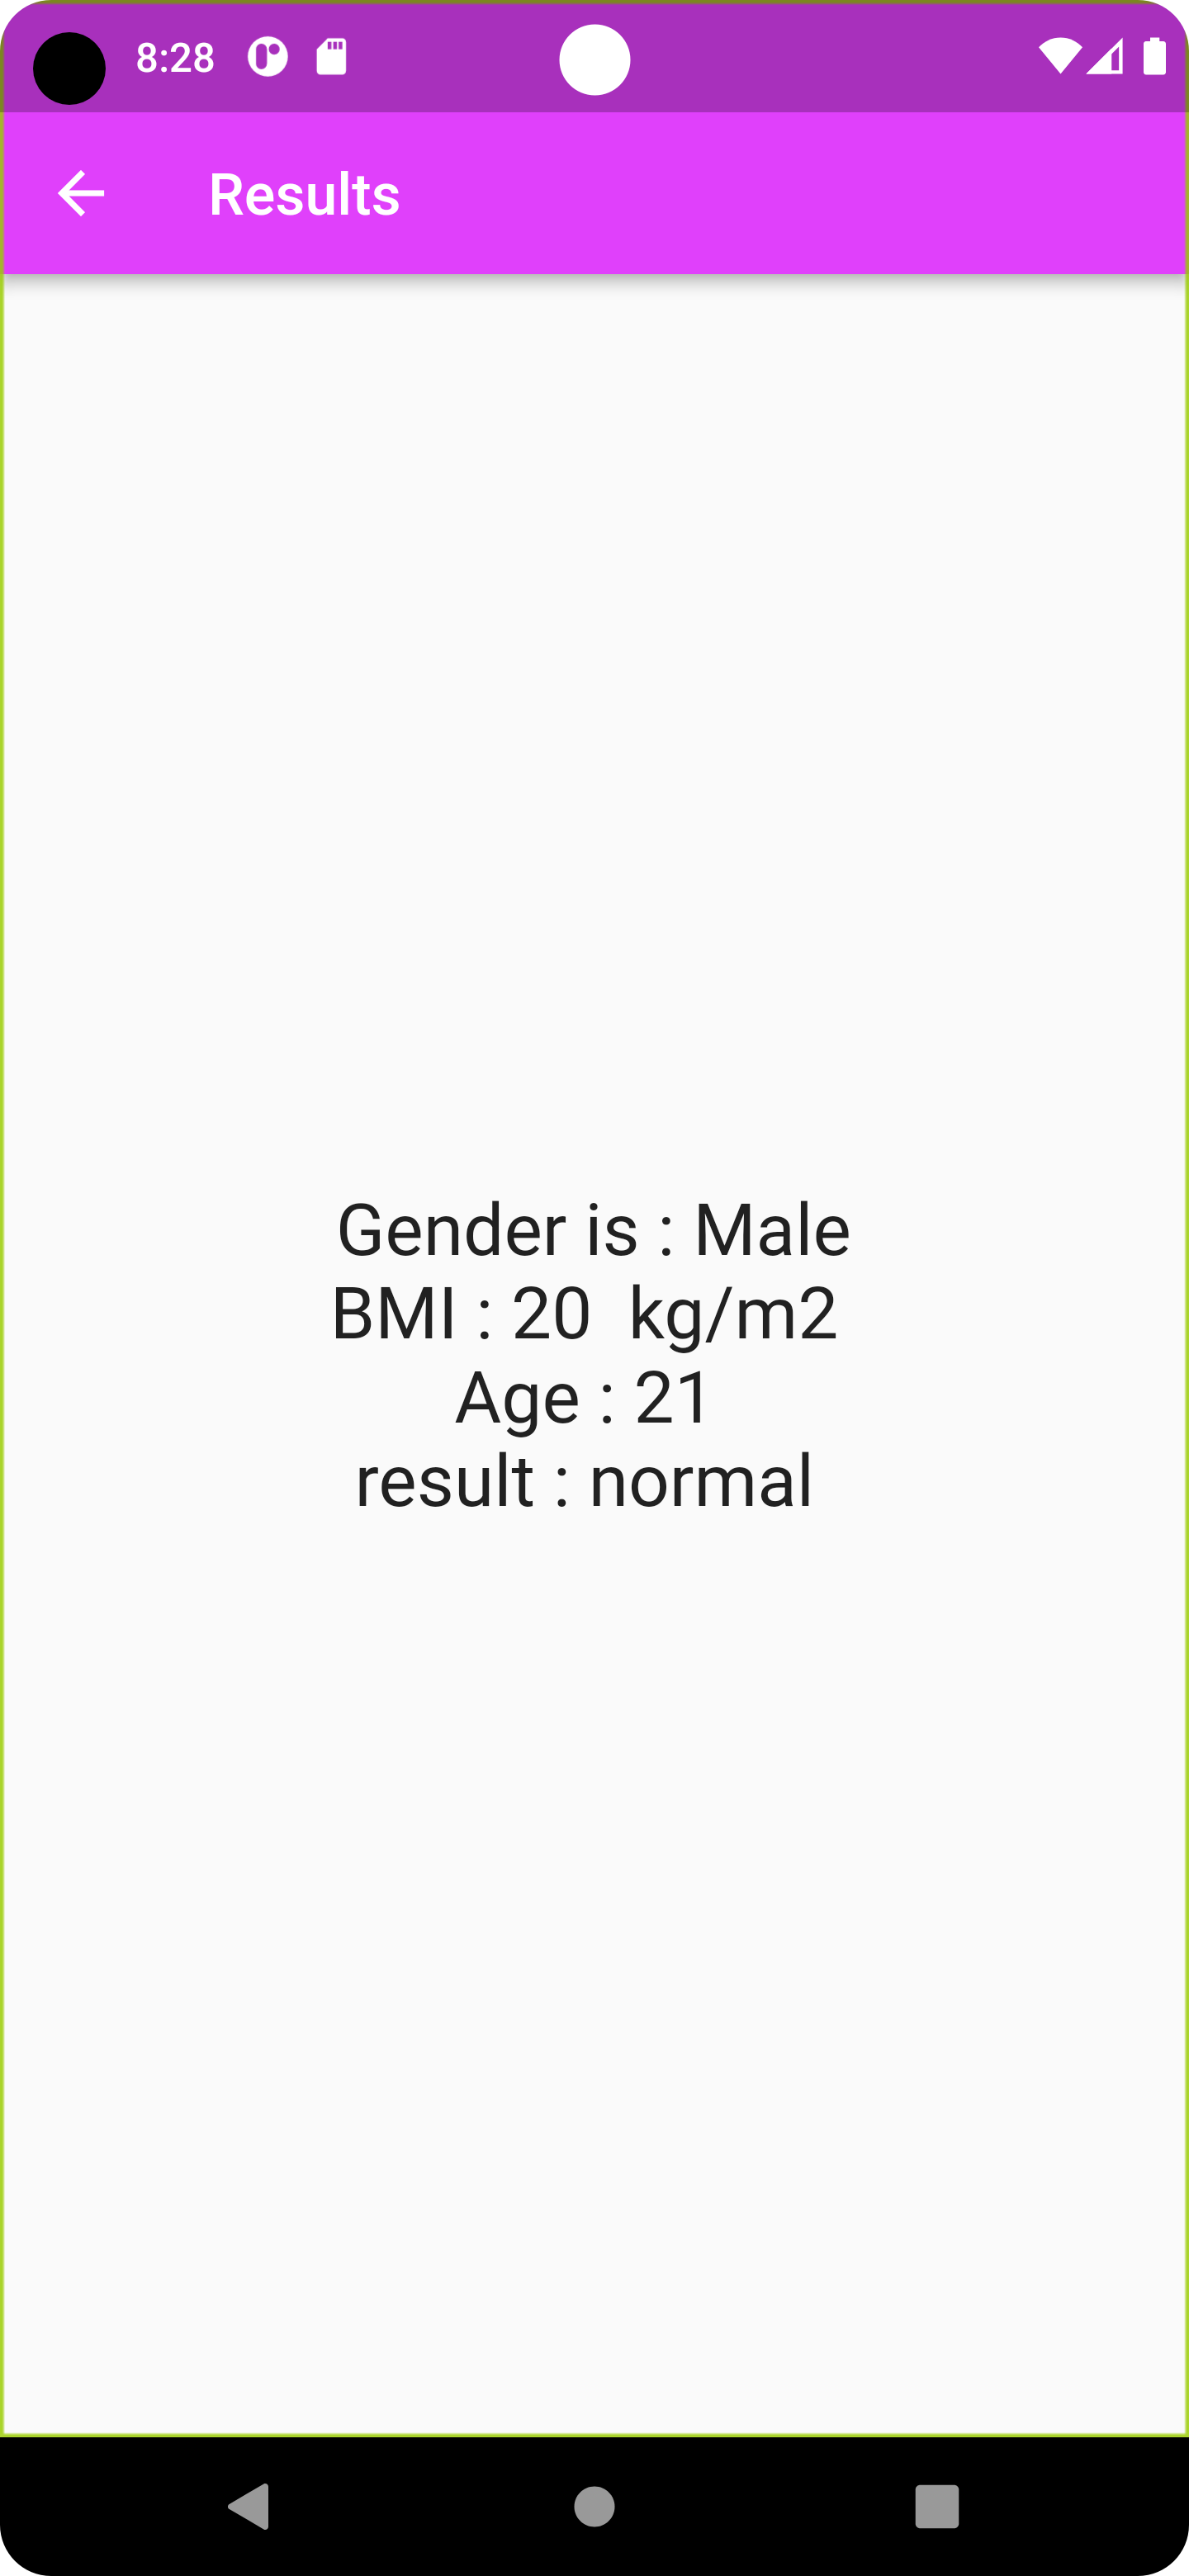 8:28
Results
Gender is : Male
BMI : 20  kg/m2
Age : 21
result : normal